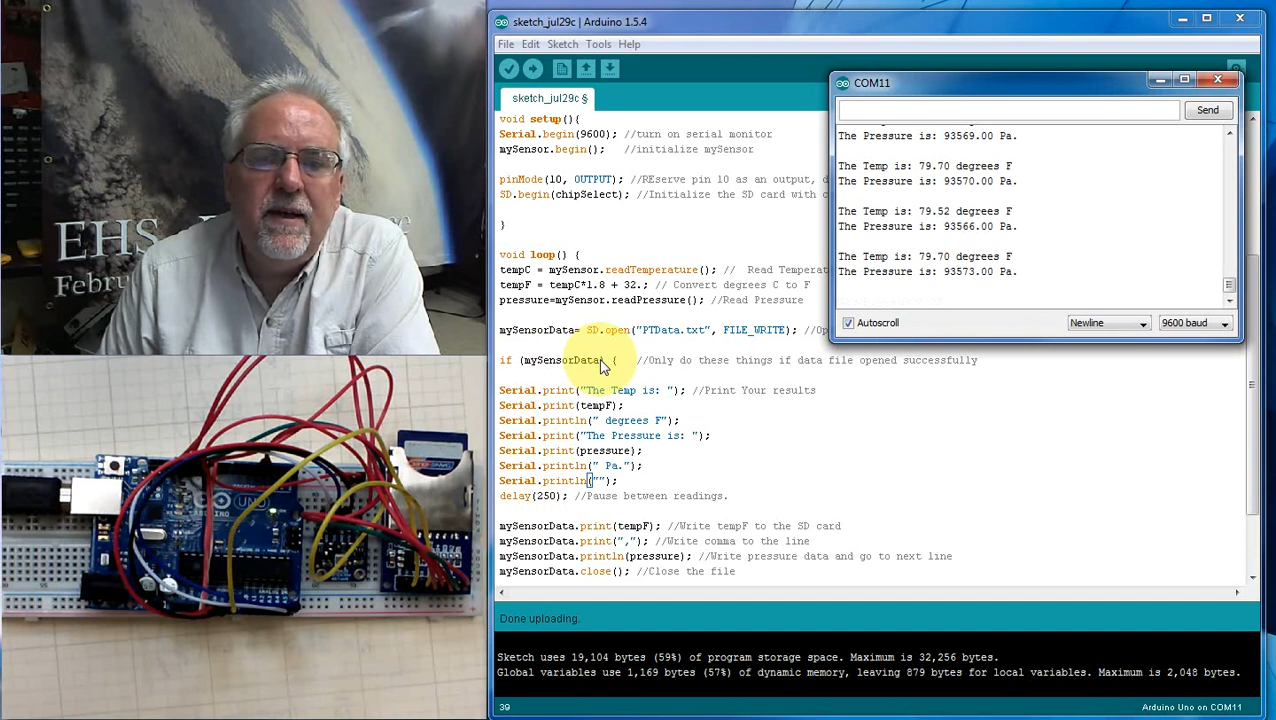 EHS
Februa
sketch_jul29c | Arduino 1.5.4
File Edit Sketch Tools Help
sketch_jul29c §
void setup(){
Serial.begin(9600); //turn on serial monitor
mySensor.begin(); //initialize mySensor
pinMode(10, OUTPUT); //REserve pin 10 as an output, d
SD.begin(chipSelect); //Initialize the SD card with c
}
void loop() {
tempC = mySensor.readTemperature(); // Read Tempera
tempF = tempC*1.8 + 32.; // Convert degrees C to F
pressure=mySensor.readPressure(); //Read Pressure
mySensorData= SD.open("PTData.txt", FILE_WRITE); //Op
if (mySensorData) { //Only do these things if data file opened successfully
Serial.print("The Temp is: "); //Print Your results
Serial.print(tempF);
Serial.println(" degrees F");
Serial.print("The Pressure is: ");
Serial.print(pressure);
Serial.println(" Pa.");
Serial.println("");
delay(250); //Pause between readings.
mySensorData.print(tempF); //Write tempF to the SD card
mySensorData.print(","); //Write comma to the line
mySensorData.println(pressure); //Write pressure data and go to next line
mySensorData.close(); //Close the file
COM11
Send
The Pressure is: 93569.00 Pa.
The Temp is: 79.70 degrees F
The Pressure is: 93570.00 Pa.
The Temp is: 79.52 degrees F
The Pressure is: 93566.00 Pa.
The Temp is: 79.70 degrees F
The Pressure is: 93573.00 Pa.
Autoscroll
Newline
9600 baud
Done uploading.
Sketch uses 19,104 bytes (59%) of program storage space. Maximum is 32,256 bytes.
Global variables use 1,169 bytes (57%) of dynamic memory, leaving 879 bytes for local variables. Maximum is 2,048 bytes.
39
Arduino Uno on COM11
UNO
ARDUINO